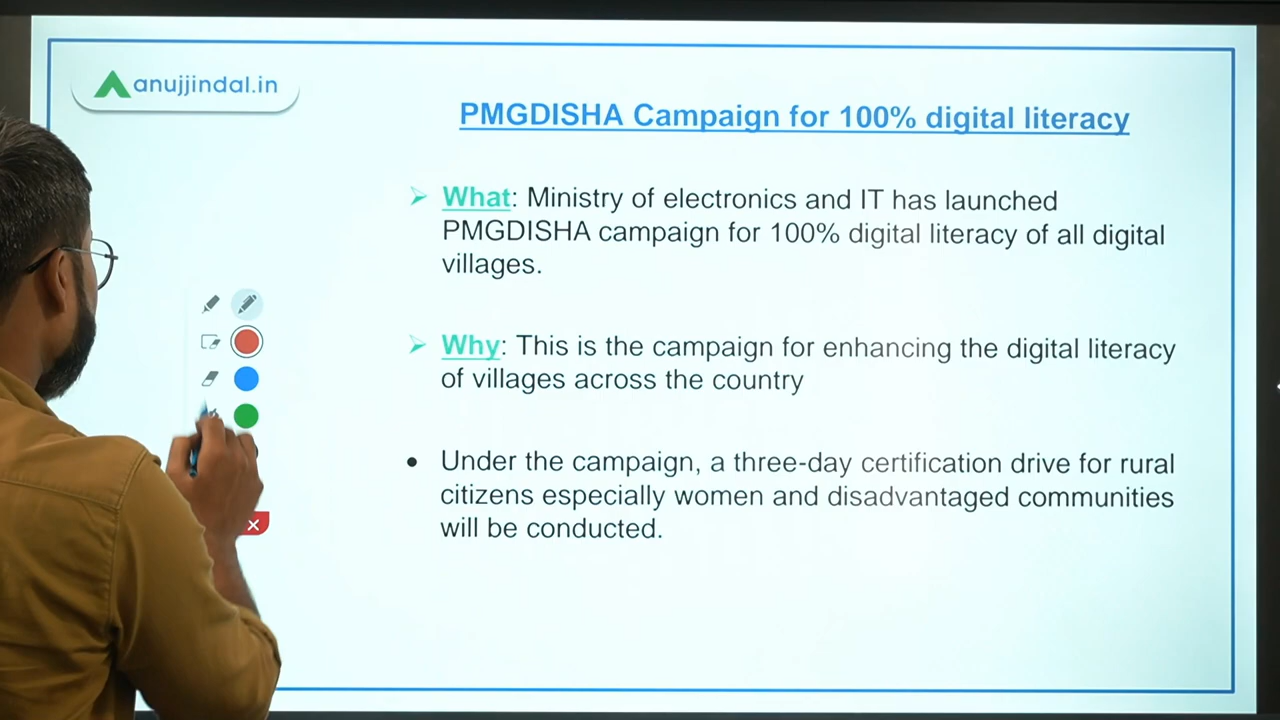 anujjindal.in
PMGDISHA Campaign for 100% digital literacy
What: Ministry of electronics and IT has launched
PMGDISHA campaign for 100% digital literacy of all digital
villages.
Why: This is the campaign for enhancing the digital literacy
of villages across the country
Under the campaign, a three-day certification drive for rural
citizens especially women and disadvantaged communities
will be conducted.